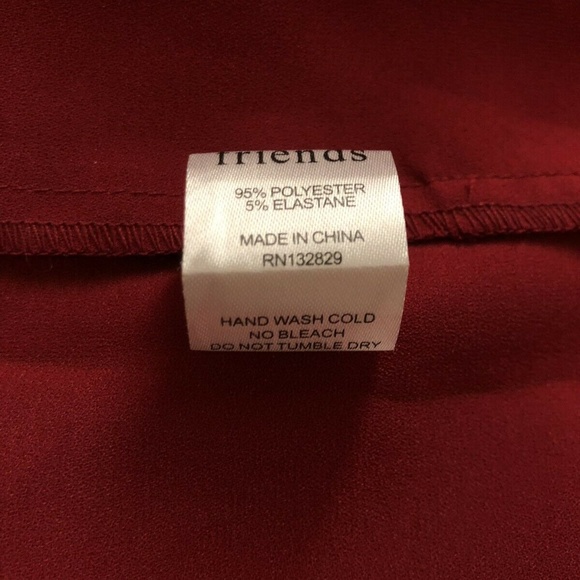 friends
95% POLYESTER
5% ELASTANE
MADE IN CHINA
RN132829
HAND WASH COLD
NO BLEACH
DO NOT TUMBLE DRY